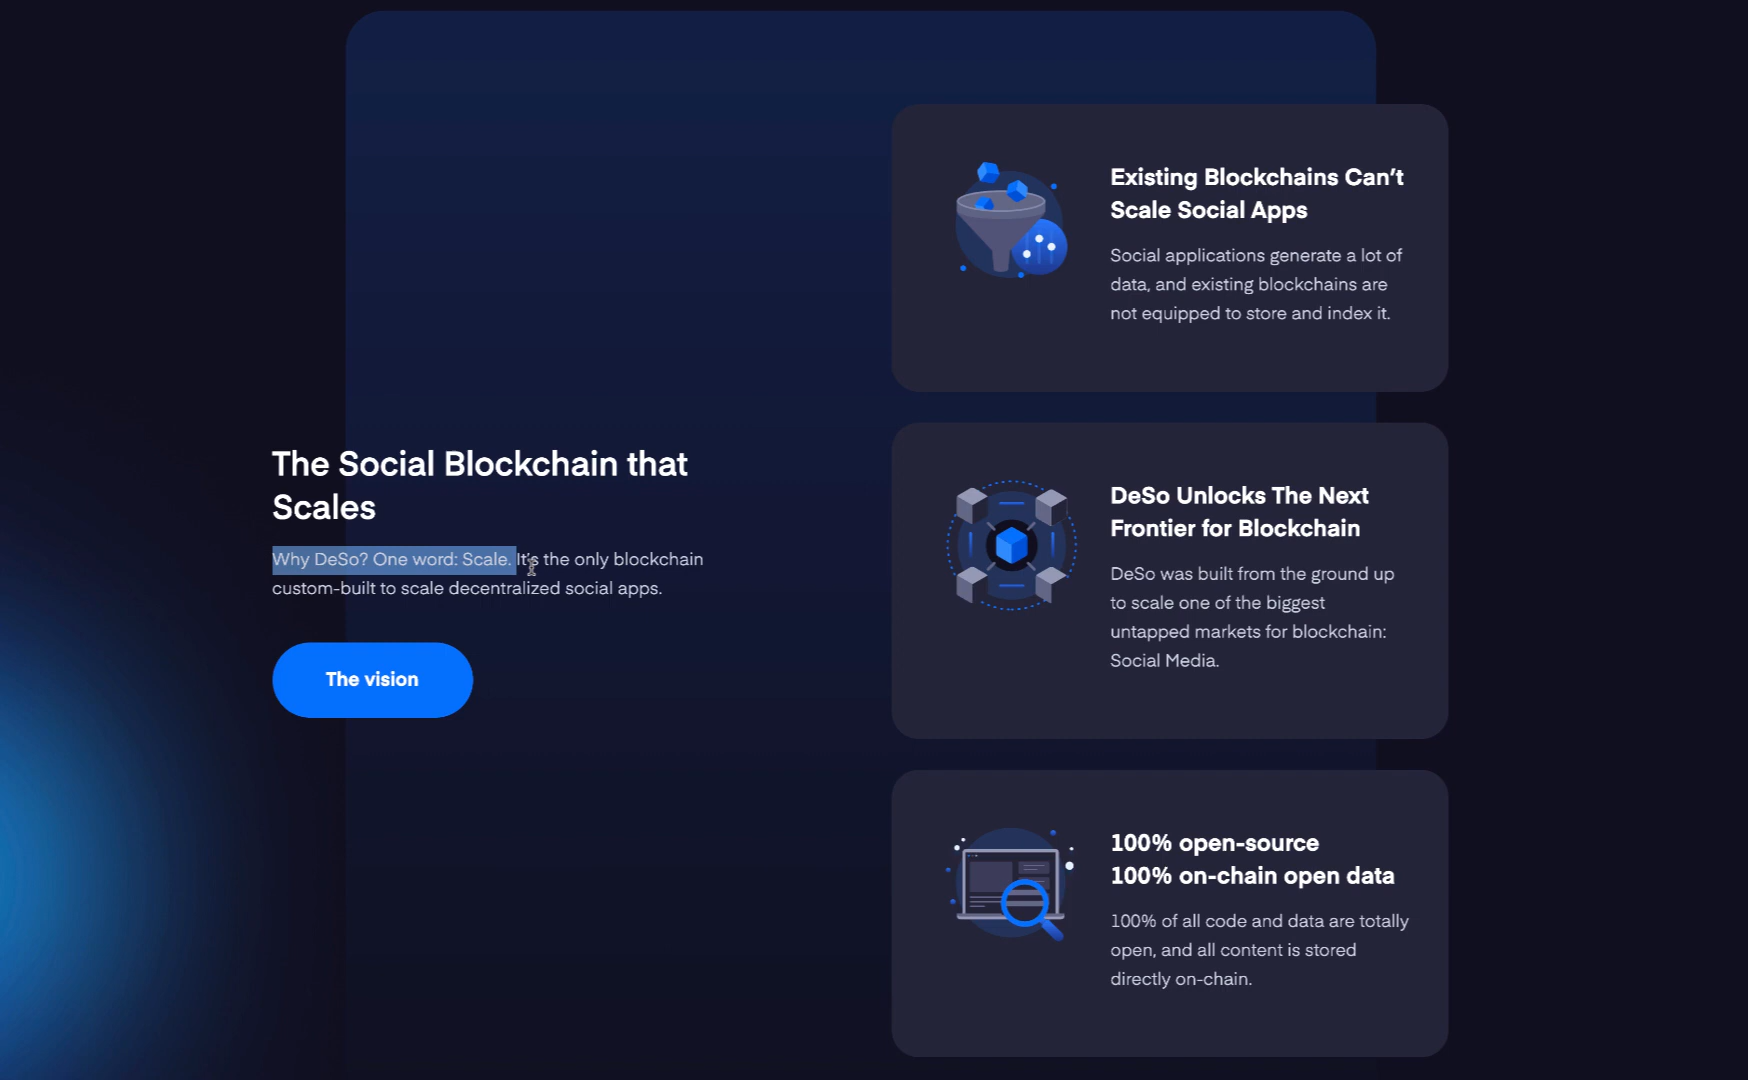 The Social Blockchain that
Scales
Why DeSo? One word: Scale. It's the only blockchain
custom-built to scale decentralized social apps.
The vision
Existing Blockchains Can't
Scale Social Apps
Social applications generate a lot of
data, and existing blockchains are
not equipped to store and index it.
DeSo Unlocks The Next
Frontier for Blockchain
DeSo was built from the ground up
to scale one of the biggest
untapped markets for blockchain:
Social Media.
100% open-source
100% on-chain open data
100% of all code and data are totally
open, and all content is stored
directly on-chain.